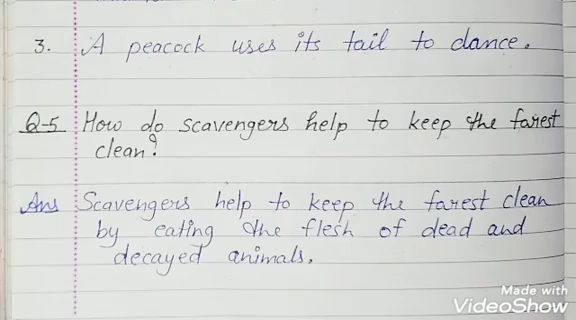 3. A peacock uses its tail to dance.
Q-5 How do scavengers help to keep the farest
clean?
Ans Scavengers help to keep the farest clean
by eating the flesh of dead and
decayed animals.
Made with
VideoShow